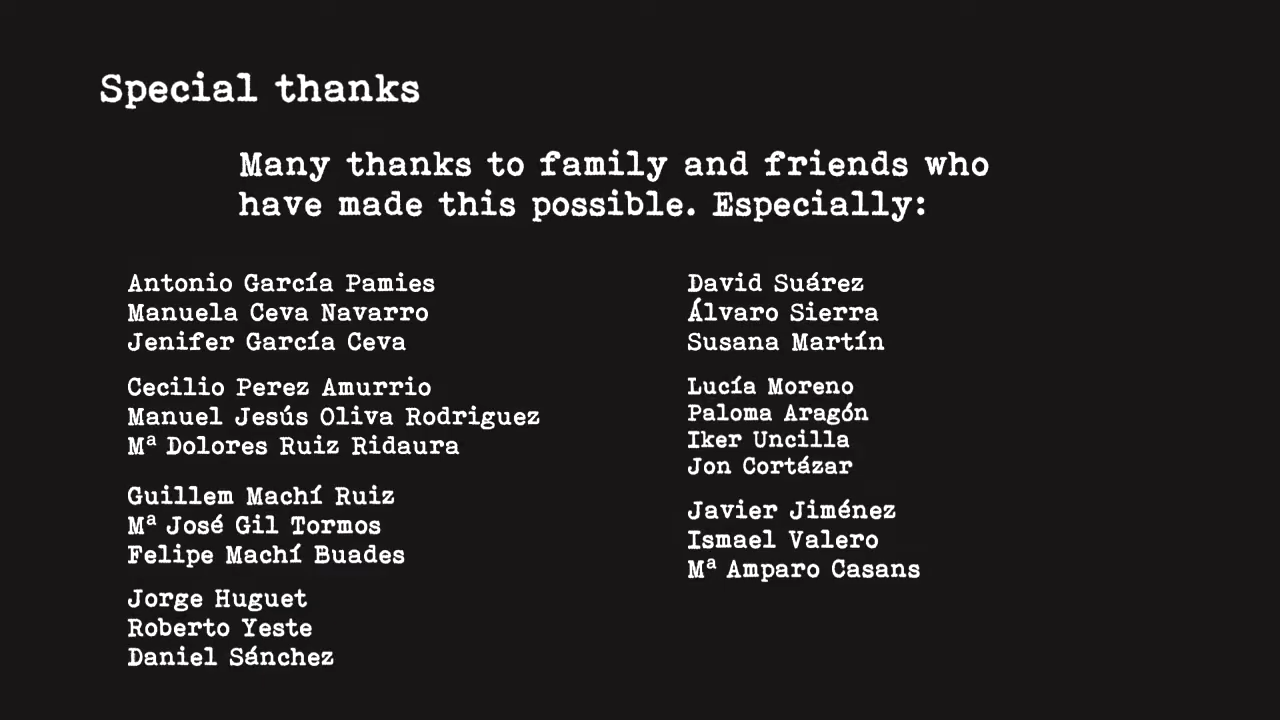 Special thanks
Many thanks to family and friends who
have made this possible. Especially:
Antonio García Pamies
Manuela Ceva Navarro
Jenifer García Ceva
Cecilio Perez Amurrio
Manuel Jesús Oliva Rodriguez
Mª Dolores Ruiz Ridaura
Guillem Machí Ruiz
Mª José Gil Tormos
Felipe Machí Buades
Jorge Huguet
Roberto Yeste
Daniel Sánchez
David Suárez
Álvaro Sierra
Susana Martín
Lucía Moreno
Paloma Aragón
Iker Uncilla
Jon Cortázar
Javier Jiménez
Ismael Valero
Mª Amparo Casans